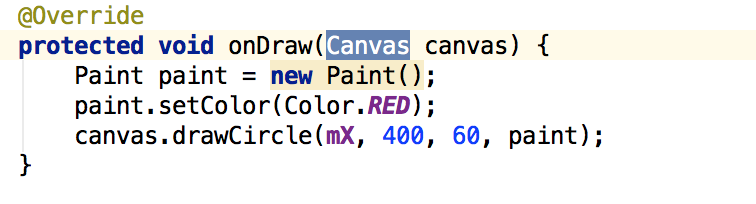 @Override
protected void onDraw(Canvas canvas) {
    Paint paint = new Paint();
    paint.setColor(Color.RED);
    canvas.drawCircle(mX, 400, 60, paint);
}